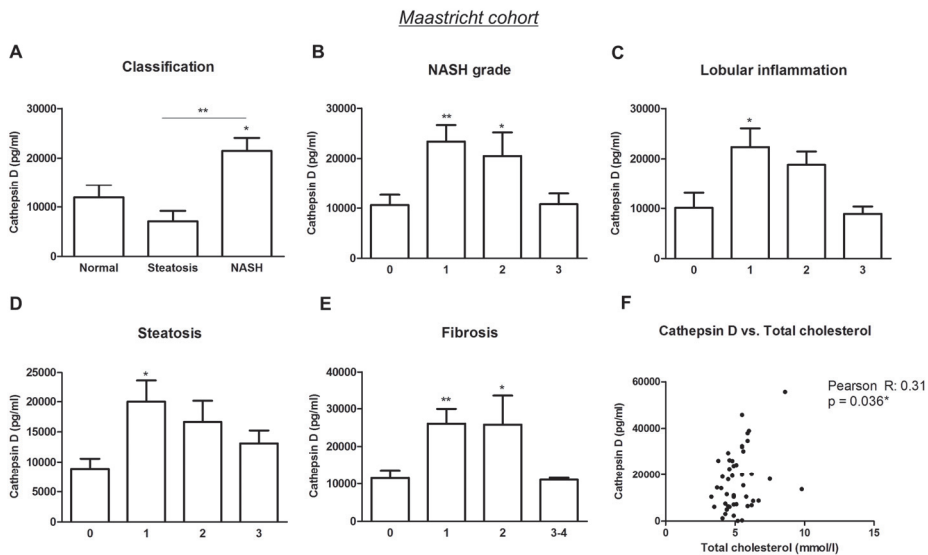 Maastricht cohort
A
Classification
Cathepsin D (pg/ml)
30000
20000
10000
0
**
*
Normal Steatosis NASH
B
NASH grade
Cathepsin D (pg/ml)
30000
20000
10000
0
**
*
0 1 2 3
C
Lobular inflammation
Cathepsin D (pg/ml)
30000
20000
10000
0
*
0 1 2 3
D
Steatosis
Cathepsin D (pg/ml)
25000
20000
15000
10000
5000
0
*
0 1 2 3
E
Fibrosis
Cathepsin D (pg/ml)
40000
30000
20000
10000
0
**
*
0 1 2 3-4
F
Cathepsin D vs. Total cholesterol
Cathepsin D (pg/ml)
60000
40000
20000
0
Pearson R: 0.31
p = 0.036*
0 5 10 15
Total cholesterol (mmol/l)